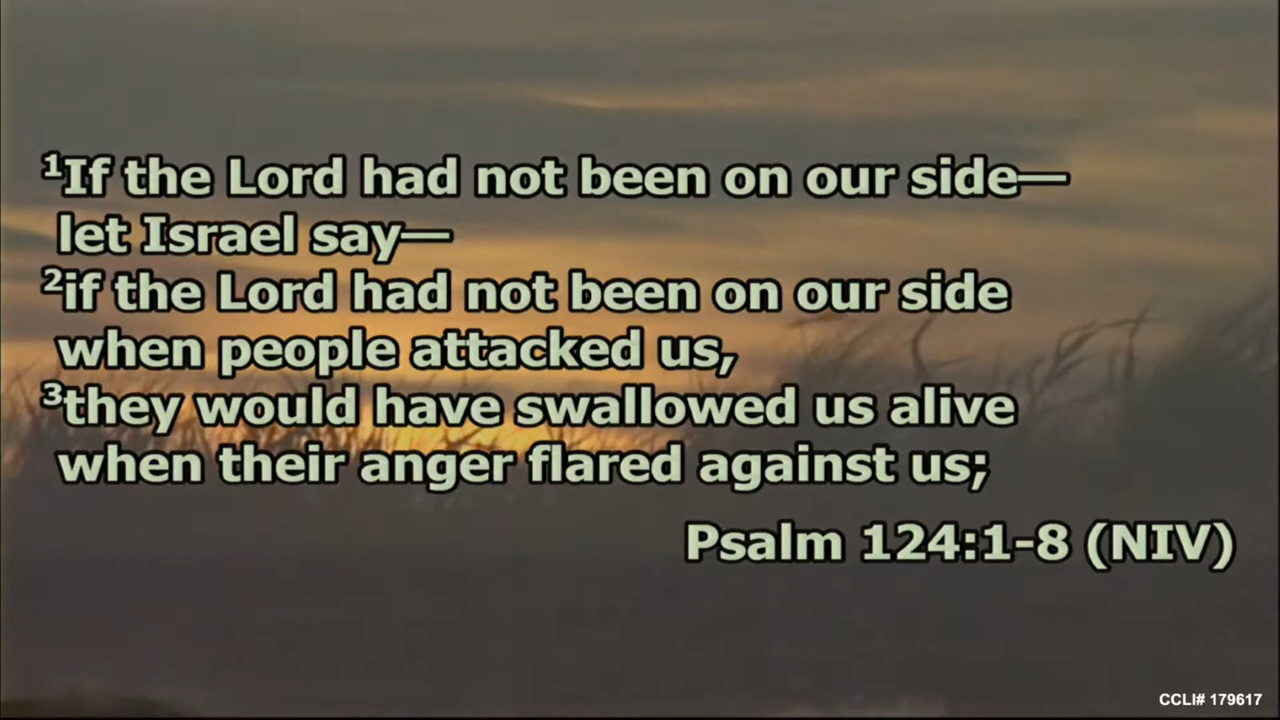 ¹If the Lord had not been on our side—
let Israel say—
²if the Lord had not been on our side
when people attacked us,
³they would have swallowed us alive
when their anger flared against us;
Psalm 124:1-8 (NIV)
CCLI# 179617